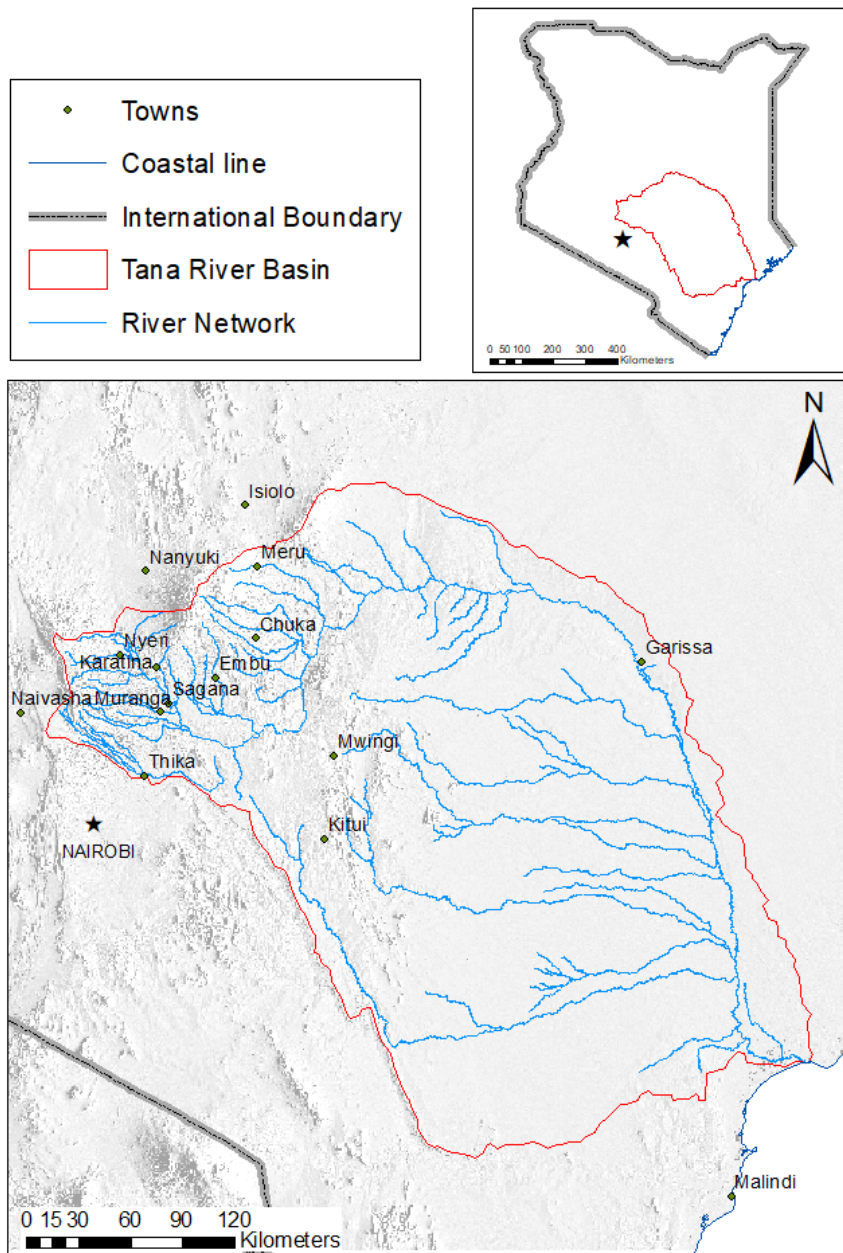 Towns
Coastal line
International Boundary
Tana River Basin
River Network
0 50 100 200 300 400
Kilometers
N
Isiolo
Nanyuki
Meru
Chuka
Nyeri
Garissa
Karatina
Embu
Sagana
Naivasha
Muranga
Mwingi
Thika
Kitui
NAIROBI
Malindi
0 15 30 60 90 120
Kilometers